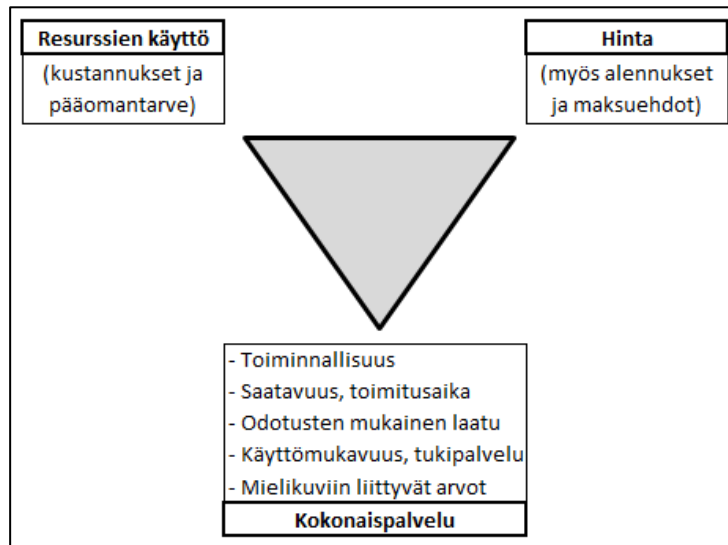 Resurssien käyttö
(kustannukset ja
pääomantarve)
Hinta
(myös alennukset
ja maksuehdot)
- Toiminnallisuus
- Saatavuus, toimitusaika
- Odotusten mukainen laatu
- Käyttömukavuus, tukipalvelu
- Mielikuviin liittyvät arvot
Kokonaispalvelu